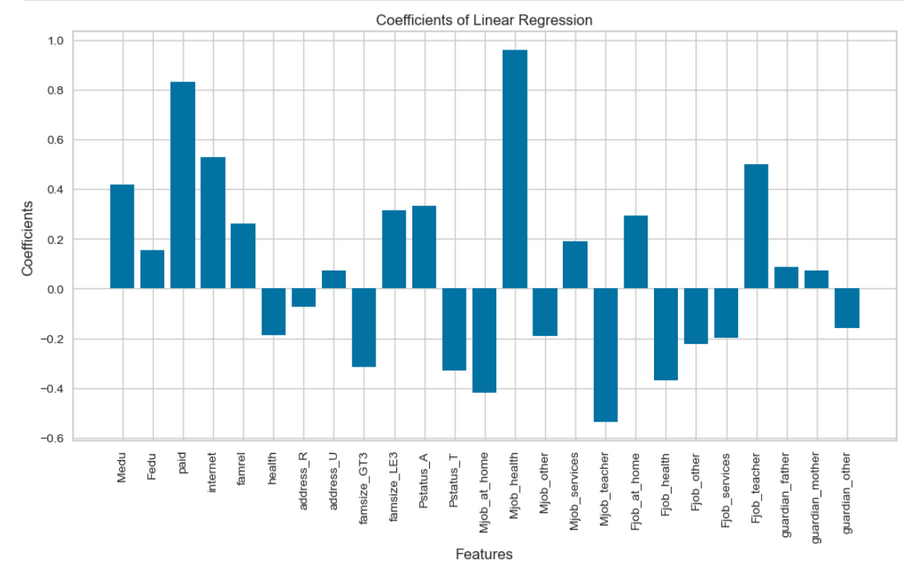 Coefficients of Linear Regression
1.0
0.8
0.6
0.4
0.2
0.0
−0.2
−0.4
−0.6
Coefficients
Medu
Fedu
paid
internet
famrel
health
address_R
address_U
famsize_GT3
famsize_LE3
Pstatus_A
Pstatus_T
Mjob_at_home
Mjob_health
Mjob_other
Mjob_services
Mjob_teacher
Fjob_at_home
Fjob_health
Fjob_other
Fjob_services
Fjob_teacher
guardian_father
guardian_mother
guardian_other
Features